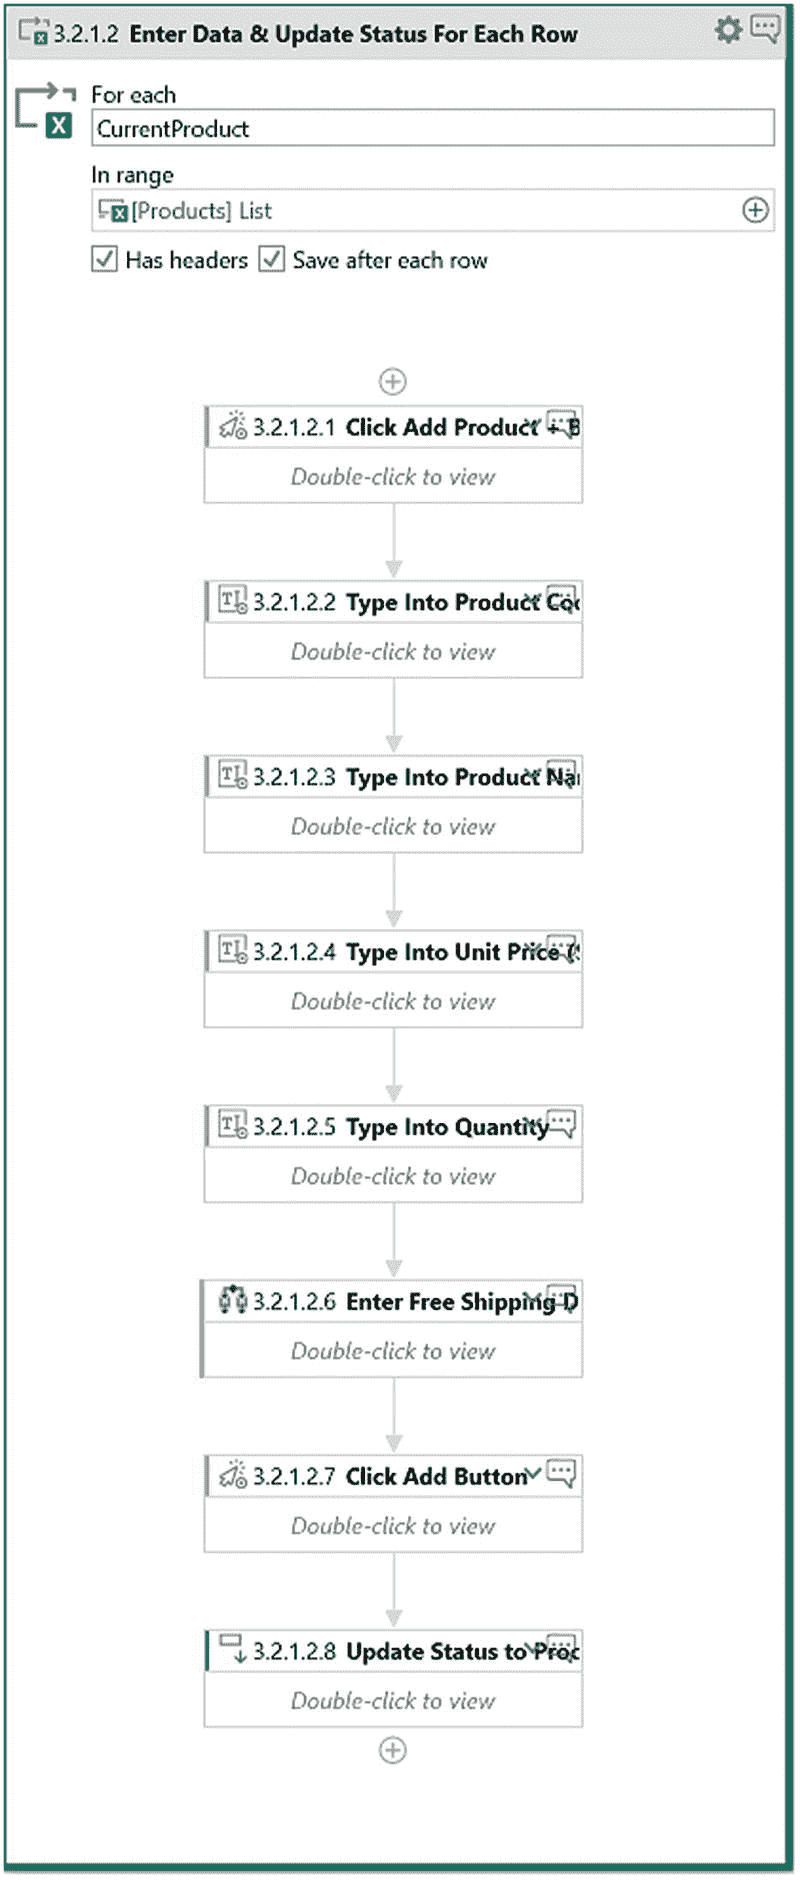 3.2.1.2 Enter Data & Update Status For Each Row
For each
CurrentProduct
In range
[Products] List
Has headers Save after each row
3.2.1.2.1 Click Add Product + B
Double-click to view
3.2.1.2.2 Type Into Product Co
Double-click to view
3.2.1.2.3 Type Into Product Na
Double-click to view
3.2.1.2.4 Type Into Unit Price (
Double-click to view
3.2.1.2.5 Type Into Quantity
Double-click to view
3.2.1.2.6 Enter Free Shipping D
Double-click to view
3.2.1.2.7 Click Add Button
Double-click to view
3.2.1.2.8 Update Status to Proc
Double-click to view